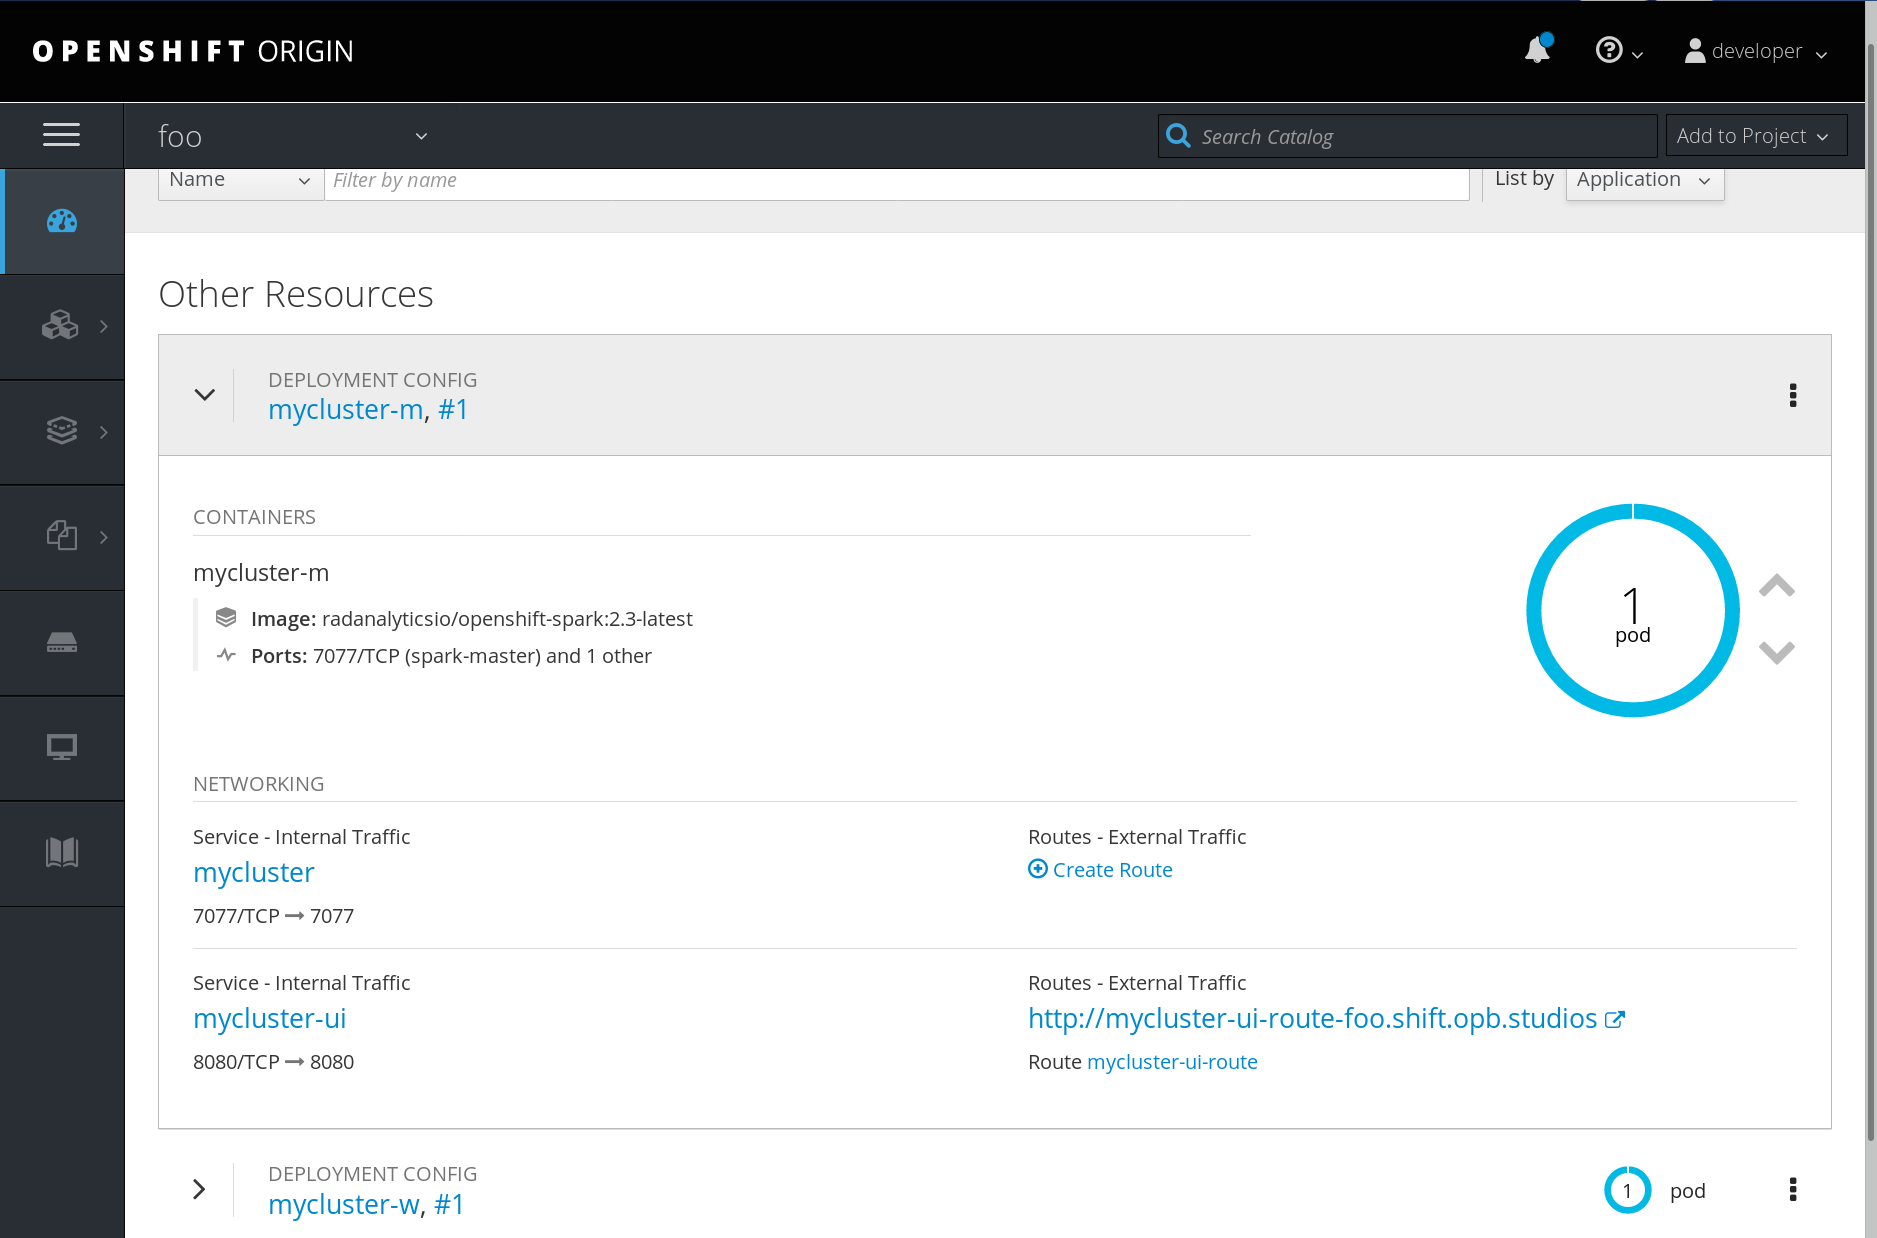 OPENSHIFT ORIGIN
developer
foo
Search Catalog
Add to Project
Name
Filter by name
List by
Application
Other Resources
DEPLOYMENT CONFIG
mycluster-m, #1
CONTAINERS
mycluster-m
Image: radanalyticsio/openshift-spark:2.3-latest
Ports: 7077/TCP (spark-master) and 1 other
1
pod
NETWORKING
Service - Internal Traffic
mycluster
7077/TCP → 7077
Routes - External Traffic
Create Route
Service - Internal Traffic
mycluster-ui
8080/TCP → 8080
Routes - External Traffic
http://mycluster-ui-route-foo.shift.opb.studios
Route mycluster-ui-route
DEPLOYMENT CONFIG
mycluster-w, #1
1 pod